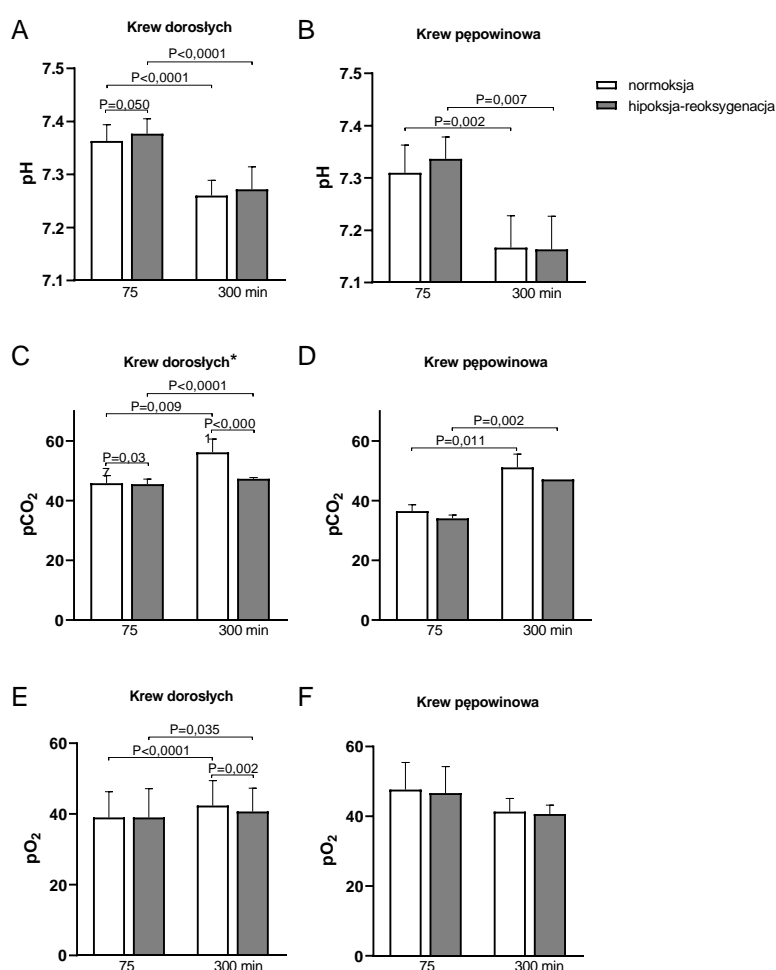 A
Krew dorosłych
P<0,0001
P<0,0001
P=0,050
7.5
7.4
7.3
7.2
7.1
pH
75
300 min
B
Krew pępowinowa
P=0,007
P=0,002
7.5
7.4
7.3
7.2
7.1
pH
75
300 min
normoksja
hipoksja-reoksygenacja
C
Krew dorosłych*
P<0,0001
P=0,009
P<0,000
1
P=0,03
7
60
40
20
0
pCO2
75
300 min
D
Krew pępowinowa
P=0,002
P=0,011
60
40
20
0
pCO2
75
300 min
E
Krew dorosłych
P=0,035
P<0,0001
P=0,002
60
40
20
0
pO2
75
300 min
F
Krew pępowinowa
60
40
20
0
pO2
75
300 min